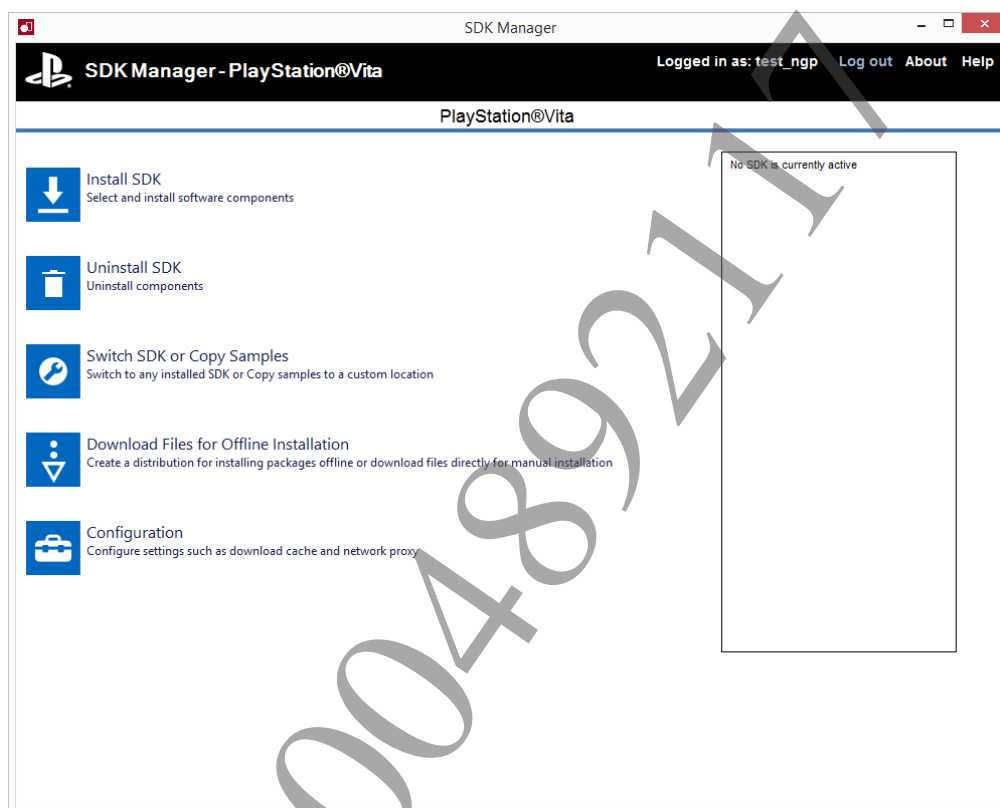 SDK Manager
SDK Manager - PlayStation®Vita
Logged in as: test_ngp Log out About Help
PlayStation®Vita
Install SDK
Select and install software components
No SDK is currently active
Uninstall SDK
Uninstall components
Switch SDK or Copy Samples
Switch to any installed SDK or Copy samples to a custom location
Download Files for Offline Installation
Create a distribution for installing packages offline or download files directly for manual installation
Configuration
Configure settings such as download cache and network proxy
004892117